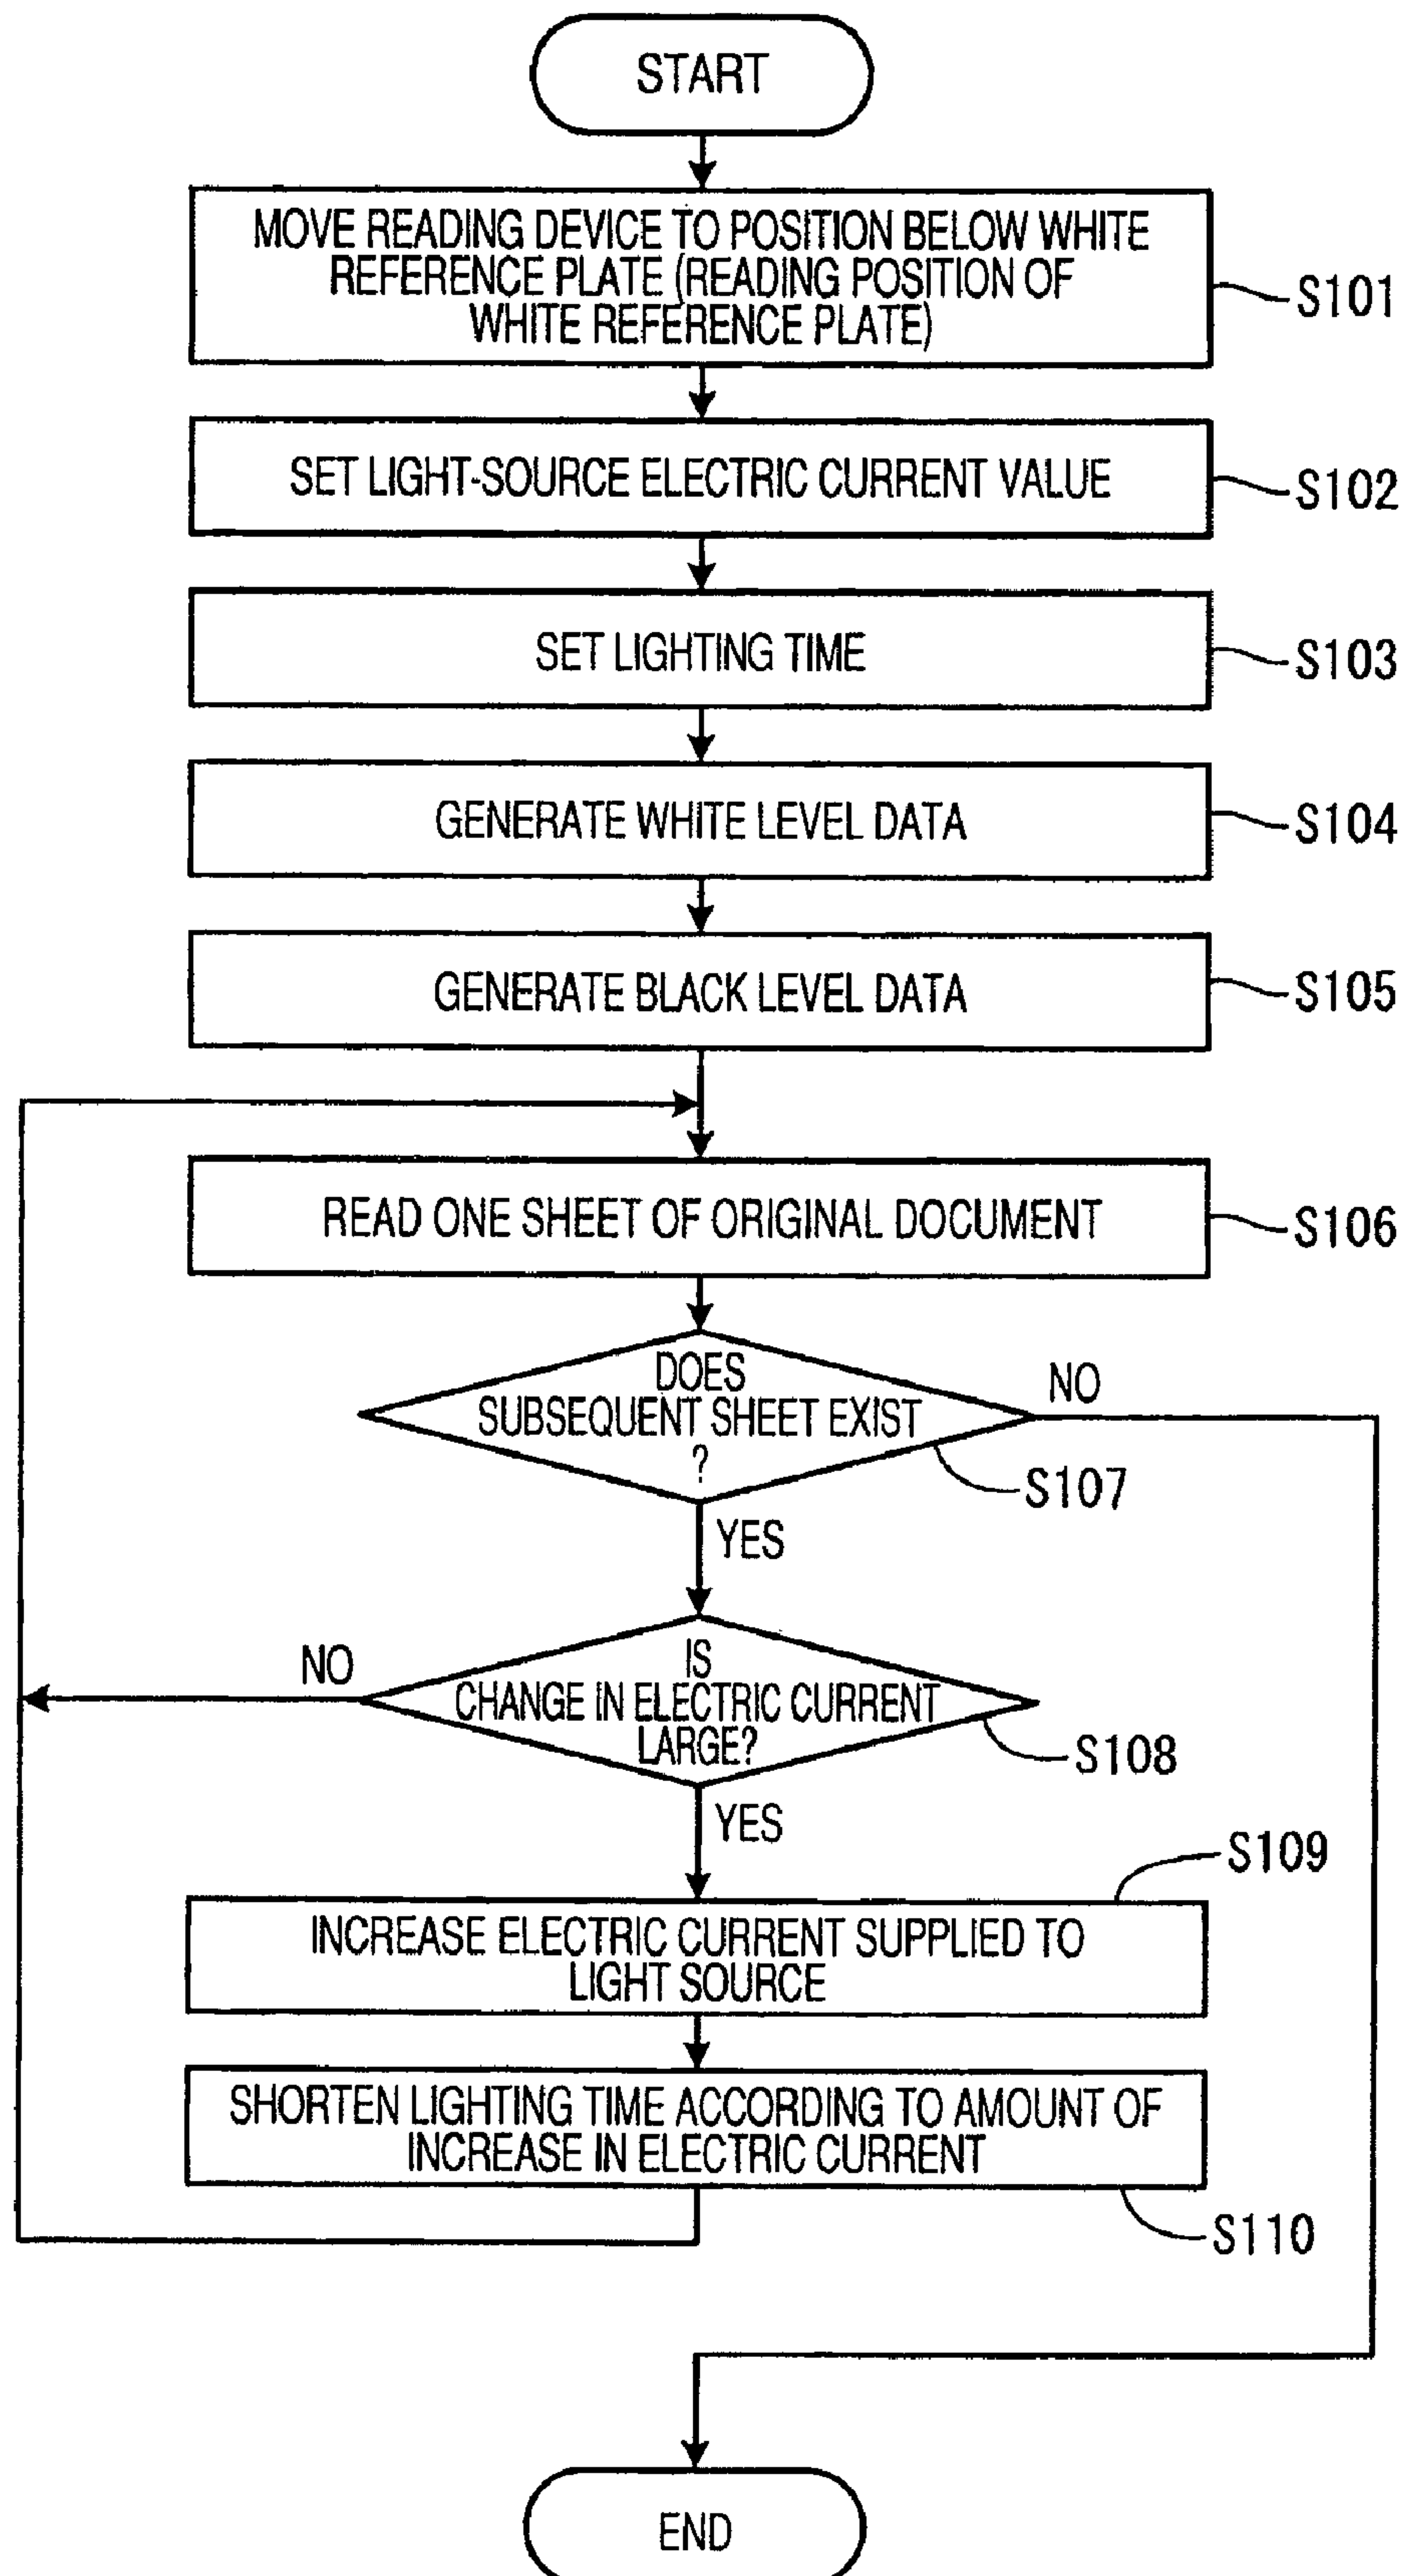 START
MOVE READING DEVICE TO POSITION BELOW WHITE
REFERENCE PLATE (READING POSITION OF
WHITE REFERENCE PLATE)
S101
SET LIGHT-SOURCE ELECTRIC CURRENT VALUE
S102
SET LIGHTING TIME
S103
GENERATE WHITE LEVEL DATA
S104
GENERATE BLACK LEVEL DATA
S105
READ ONE SHEET OF ORIGINAL DOCUMENT
S106
DOES
SUBSEQUENT SHEET EXIST
?
NO
S107
YES
IS
CHANGE IN ELECTRIC CURRENT
LARGE?
NO
S108
YES
S109
INCREASE ELECTRIC CURRENT SUPPLIED TO
LIGHT SOURCE
SHORTEN LIGHTING TIME ACCORDING TO AMOUNT OF
INCREASE IN ELECTRIC CURRENT
S110
END